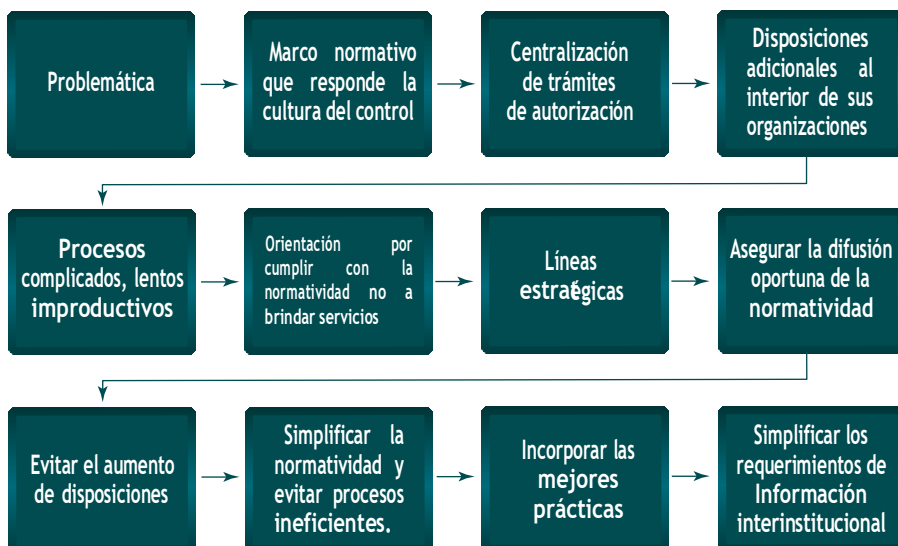 Problemática
Marco normativo
que responde la
cultura del control
Centralización
de trámites
de autorización
Disposiciones
adicionales al
interior de sus
organizaciones
Procesos
complicados, lentos
improductivos
Orientación por
cumplir con la
normatividad no a
brindar servicios
Líneas
estratégicas
Asegurar la difusión
oportuna de la
normatividad
Evitar el aumento
de disposiciones
Simplificar la
normatividad y
evitar procesos
ineficientes.
Incorporar las
mejores
prácticas
Simplificar los
requerimientos de
Información
interinstitucional